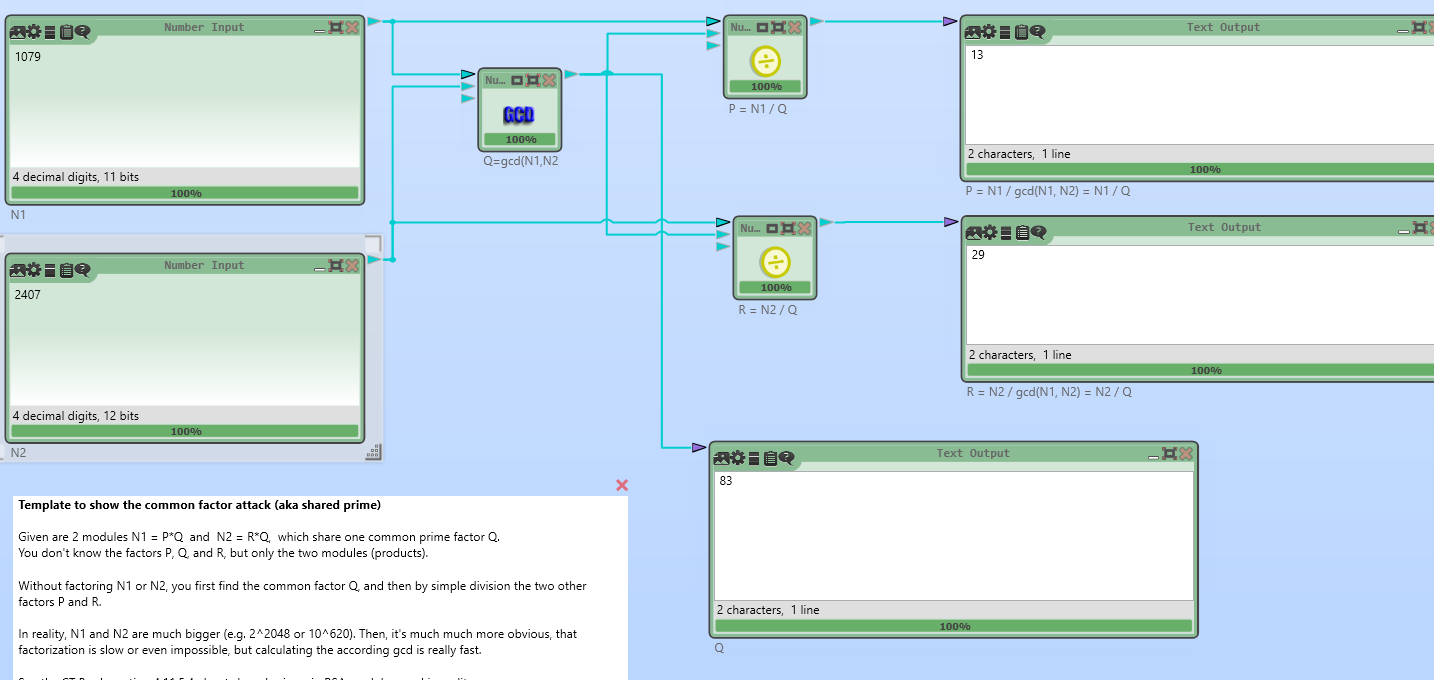 Number Input
1079
4 decimal digits, 11 bits
100%
N1
Number Input
2407
4 decimal digits, 12 bits
100%
N2
Nu...
GCD
100%
Q=gcd(N1,N2
Nu...
100%
P = N1 / Q
Nu...
100%
R = N2 / Q
Text Output
13
2 characters, 1 line
100%
P = N1 / gcd(N1, N2) = N1 / Q
Text Output
29
2 characters, 1 line
100%
R = N2 / gcd(N1, N2) = N2 / Q
Text Output
83
2 characters, 1 line
100%
Q
Template to show the common factor attack (aka shared prime)
Given are 2 modules N1 = P*Q and N2 = R*Q, which share one common prime factor Q.
You don't know the factors P, Q, and R, but only the two modules (products).
Without factoring N1 or N2, you first find the common factor Q, and then by simple division the two other
factors P and R.
In reality, N1 and N2 are much bigger (e.g. 2^2048 or 10^620). Then, it's much much more obvious, that
factorization is slow or even impossible, but calculating the according gcd is really fast.